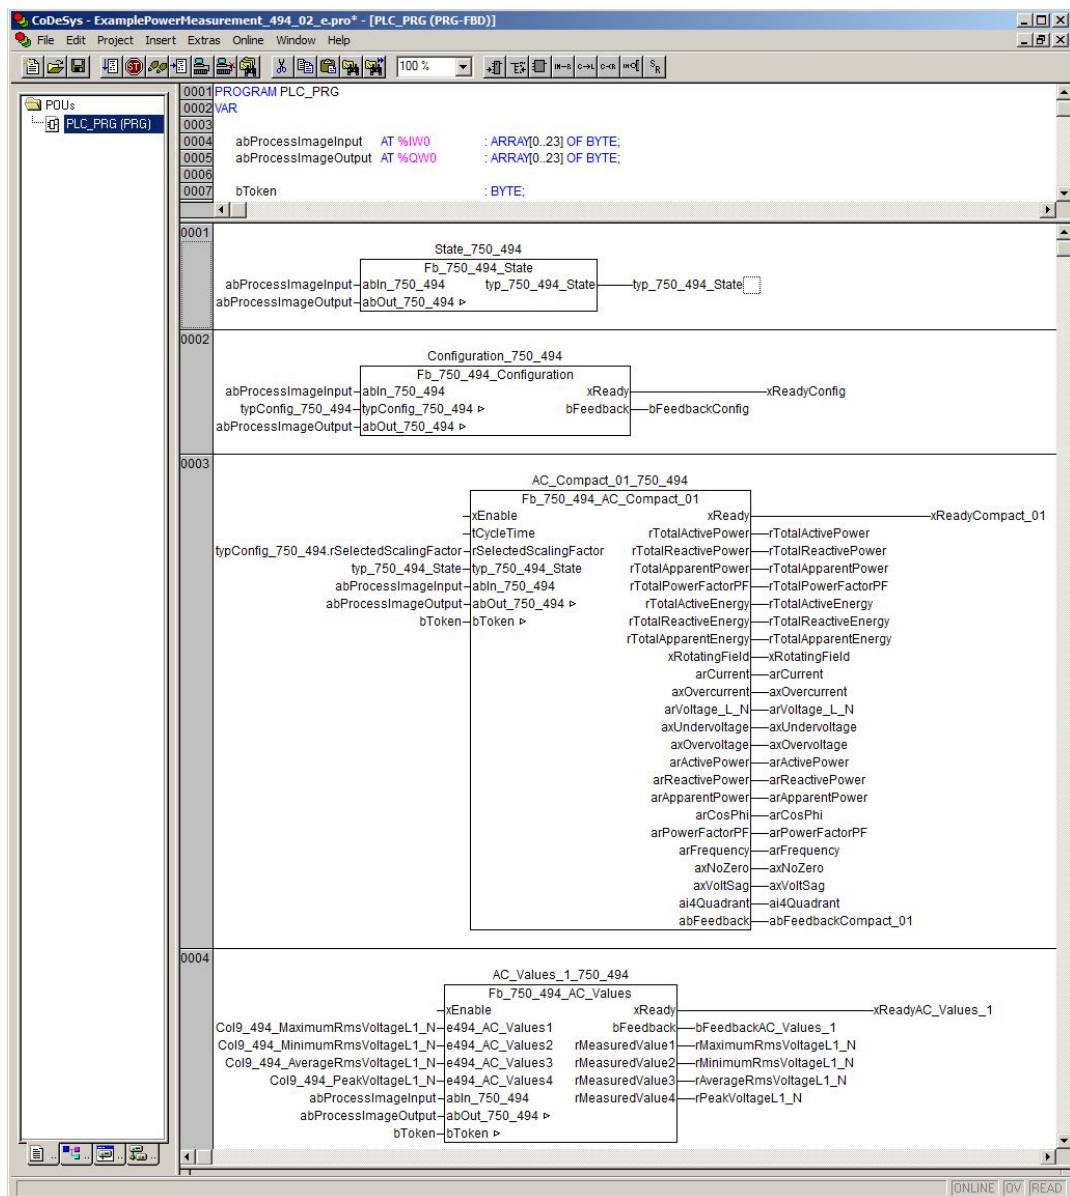 CoDeSys - ExamplePowerMeasurement_494_02_e.pro* - [PLC_PRG (PRG-FBD)]
File Edit Project Insert Extras Online Window Help
100 %
POUs
PLC_PRG (PRG)
0001 PROGRAM PLC_PRG
0002 VAR
0003
0004 abProcessImageInput AT %IW0 : ARRAY[0..23] OF BYTE;
0005 abProcessImageOutput AT %QW0 : ARRAY[0..23] OF BYTE;
0006
0007 bToken : BYTE;
0001
State_750_494
Fb_750_494_State
abProcessImageInput abIn_750_494 typ_750_494_State typ_750_494_State
abProcessImageOutput abOut_750_494
0002
Configuration_750_494
Fb_750_494_Configuration
abProcessImageInput abIn_750_494 xReady xReadyConfig
typConfig_750_494 typConfig_750_494 bFeedback bFeedbackConfig
abProcessImageOutput abOut_750_494
0003
AC_Compact_01_750_494
Fb_750_494_AC_Compact_01
xEnable xReady xReadyCompact_01
tCycleTime rTotalActivePower rTotalActivePower
typConfig_750_494.rSelectedScalingFactor rSelectedScalingFactor rTotalReactivePower rTotalReactivePower
typ_750_494_State typ_750_494_State rTotalApparentPower rTotalApparentPower
abProcessImageInput abIn_750_494 rTotalPowerFactorPF rTotalPowerFactorPF
abProcessImageOutput abOut_750_494 rTotalActiveEnergy rTotalActiveEnergy
bToken bToken rTotalReactiveEnergy rTotalReactiveEnergy
rTotalApparentEnergy rTotalApparentEnergy
xRotatingField xRotatingField
arCurrent arCurrent
axOvercurrent axOvercurrent
arVoltage_L_N arVoltage_L_N
axUndervoltage axUndervoltage
axOvervoltage axOvervoltage
arActivePower arActivePower
arReactivePower arReactivePower
arApparentPower arApparentPower
arCosPhi arCosPhi
arPowerFactorPF arPowerFactorPF
arFrequency arFrequency
axNoZero axNoZero
axVoltSag axVoltSag
ai4Quadrant ai4Quadrant
abFeedback abFeedbackCompact_01
0004
AC_Values_1_750_494
Fb_750_494_AC_Values
xEnable xReady xReadyAC_Values_1
Col9_494_MaximumRmsVoltageL1_N e494_AC_Values1 bFeedback bFeedbackAC_Values_1
Col9_494_MinimumRmsVoltageL1_N e494_AC_Values2 rMeasuredValue1 rMaximumRmsVoltageL1_N
Col9_494_AverageRmsVoltageL1_N e494_AC_Values3 rMeasuredValue2 rMinimumRmsVoltageL1_N
Col9_494_PeakVoltageL1_N e494_AC_Values4 rMeasuredValue3 rAverageRmsVoltageL1_N
abProcessImageInput abIn_750_494 rMeasuredValue4 rPeakVoltageL1_N
abProcessImageOutput abOut_750_494
bToken bToken
ONLINE OV READ